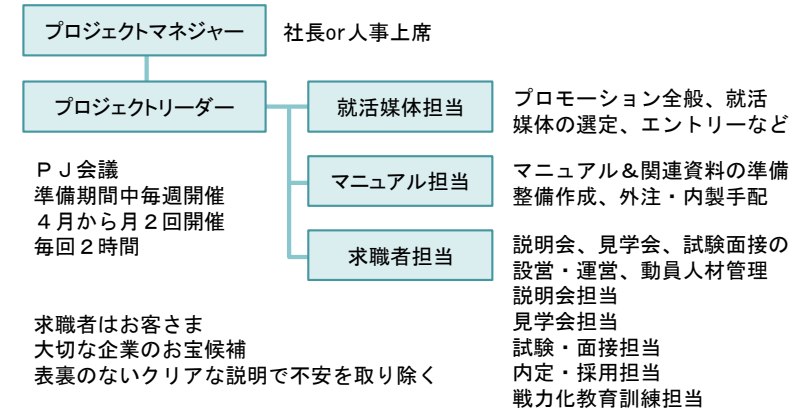 プロジェクトマネジャー
社長or人事上席
プロジェクトリーダー
就活媒体担当
プロモーション全般、就活
媒体の選定、エントリーなど
ＰＪ会議
準備期間中毎週開催
４月から月２回開催
毎回２時間
マニュアル担当
マニュアル＆関連資料の準備
整備作成、外注・内製手配
求職者担当
説明会、見学会、試験面接の
設営・運営、動員人材管理
説明会担当
見学会担当
試験・面接担当
内定・採用担当
戦力化教育訓練担当
求職者はお客さま
大切な企業のお宝候補
表裏のないクリアな説明で不安を取り除く